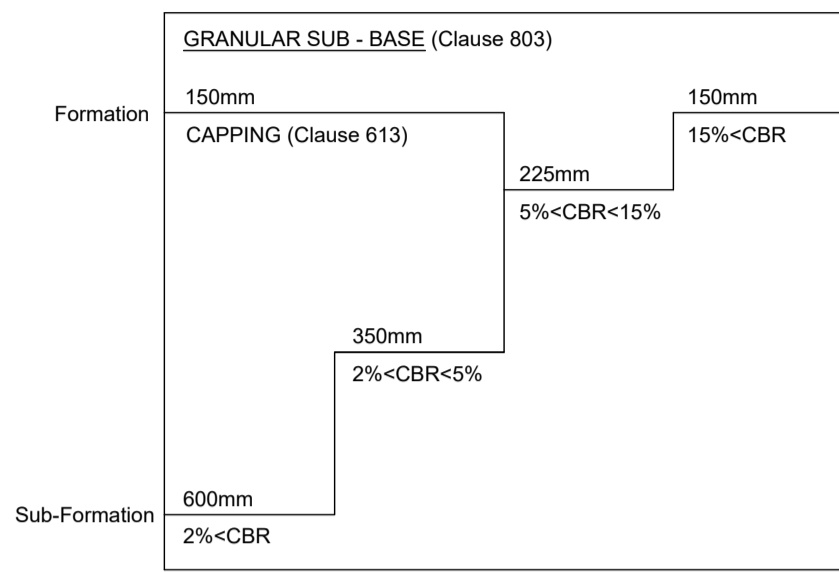 GRANULAR SUB - BASE (Clause 803)
Formation
150mm
150mm
CAPPING (Clause 613)
15%<CBR
225mm
5%<CBR<15%
350mm
2%<CBR<5%
600mm
Sub-Formation
2%<CBR